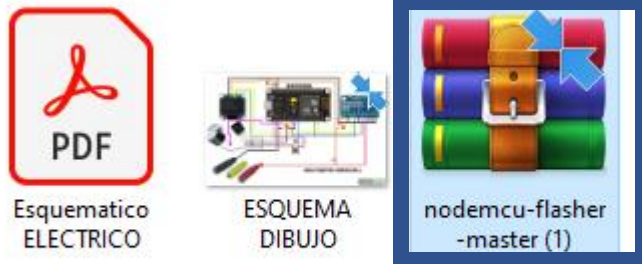 PDF
Esquematico
ELECTRICO
ESQUEMA
DIBUJO
nodemcu-flasher
-master (1)